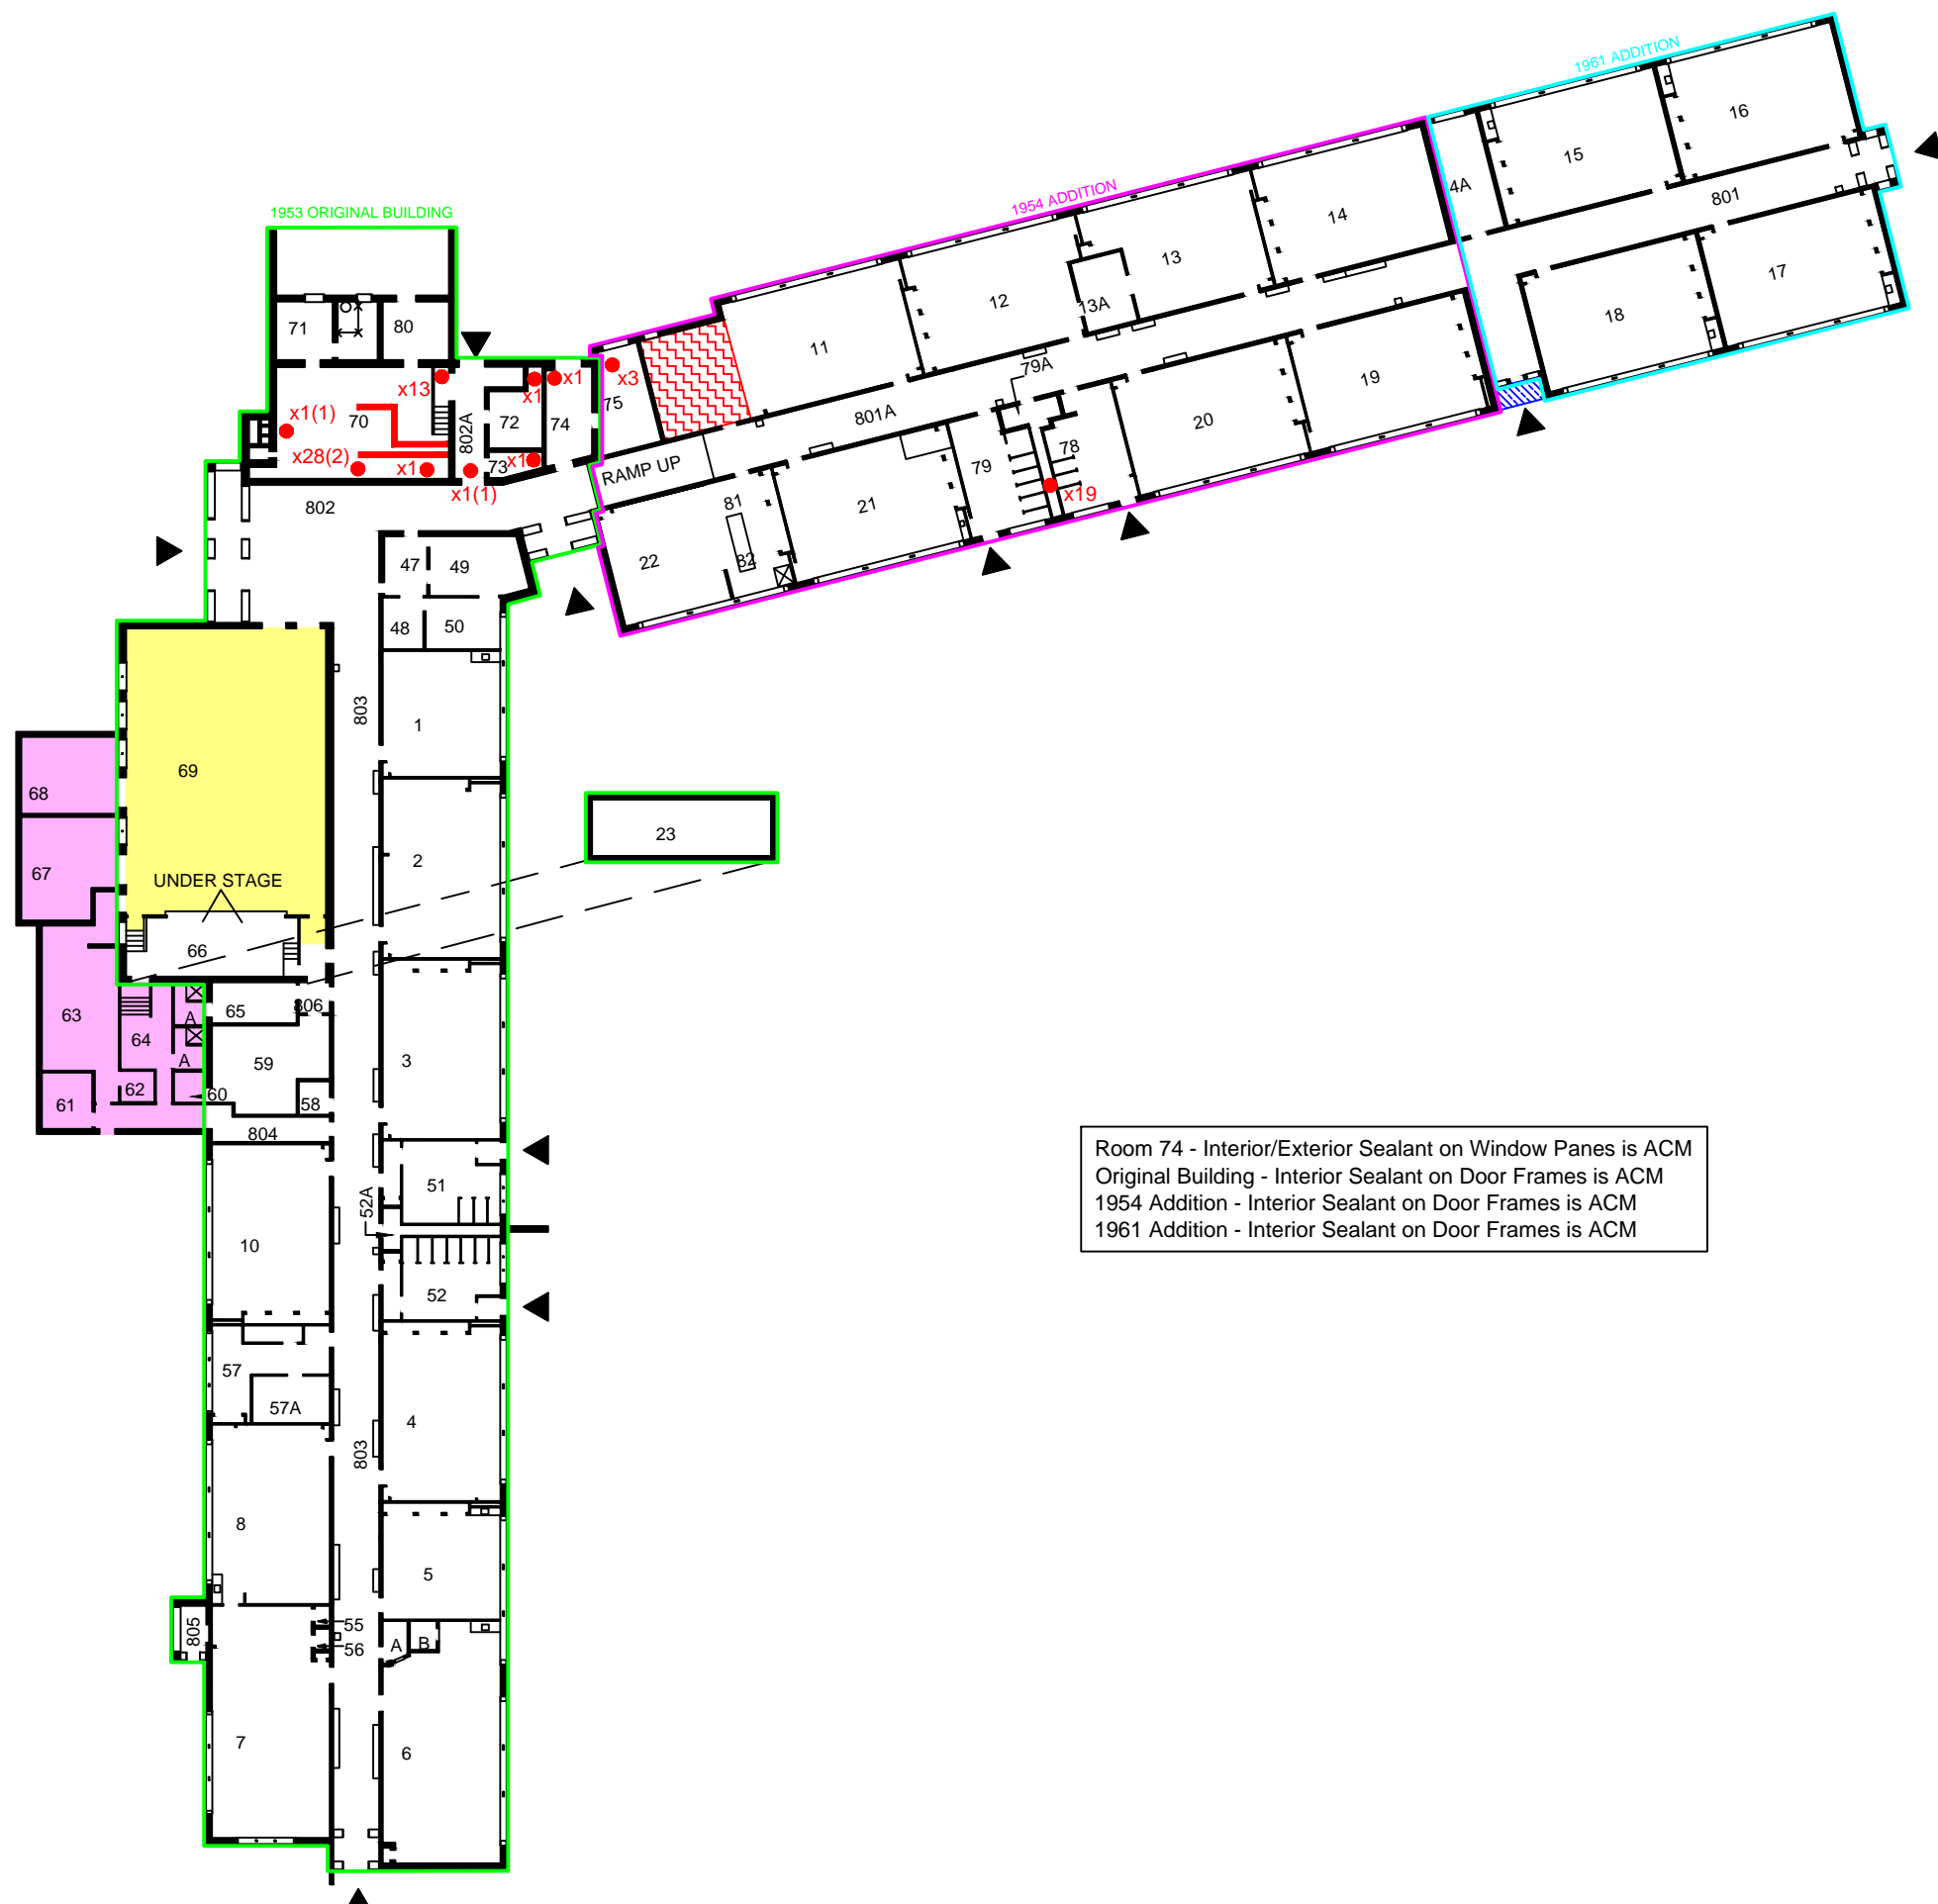 1961 ADDITION
16
15
4A
801
17
18
1954 ADDITION
14
13
12
13A
11
79A
19
20
801A
78
x19
79
21
81
82
22
RAMP UP
75
x3
1953 ORIGINAL BUILDING
71
80
x13
x1
x1
x1(1)
70
802A
72
74
x28(2)
x1
73
x1
x1(1)
802
47
49
48
50
803
1
69
68
2
23
67
UNDER STAGE
66
63
65
806
A
64
A
59
3
62
60
61
58
804
Room 74 - Interior/Exterior Sealant on Window Panes is ACM
Original Building - Interior Sealant on Door Frames is ACM
1954 Addition - Interior Sealant on Door Frames is ACM
1961 Addition - Interior Sealant on Door Frames is ACM
51
52A
10
52
57
57A
4
803
8
5
805
55
56
A
B
7
6